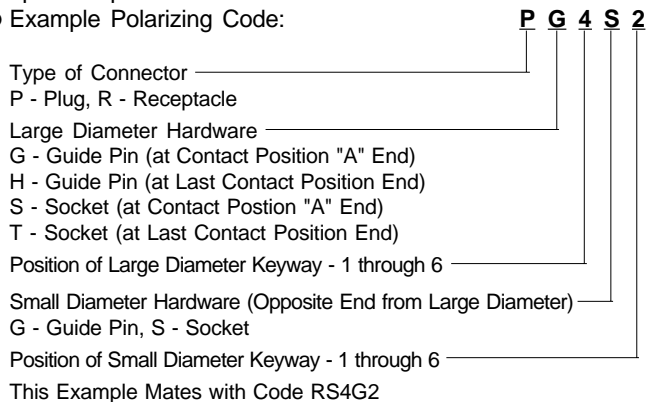 Example Polarizing Code: P G 4 S 2
Type of Connector
P - Plug, R - Receptacle
Large Diameter Hardware
G - Guide Pin (at Contact Position "A" End)
H - Guide Pin (at Last Contact Position End)
S - Socket (at Contact Postion "A" End)
T - Socket (at Last Contact Position End)
Position of Large Diameter Keyway - 1 through 6
Small Diameter Hardware (Opposite End from Large Diameter)
G - Guide Pin, S - Socket
Position of Small Diameter Keyway - 1 through 6
This Example Mates with Code RS4G2